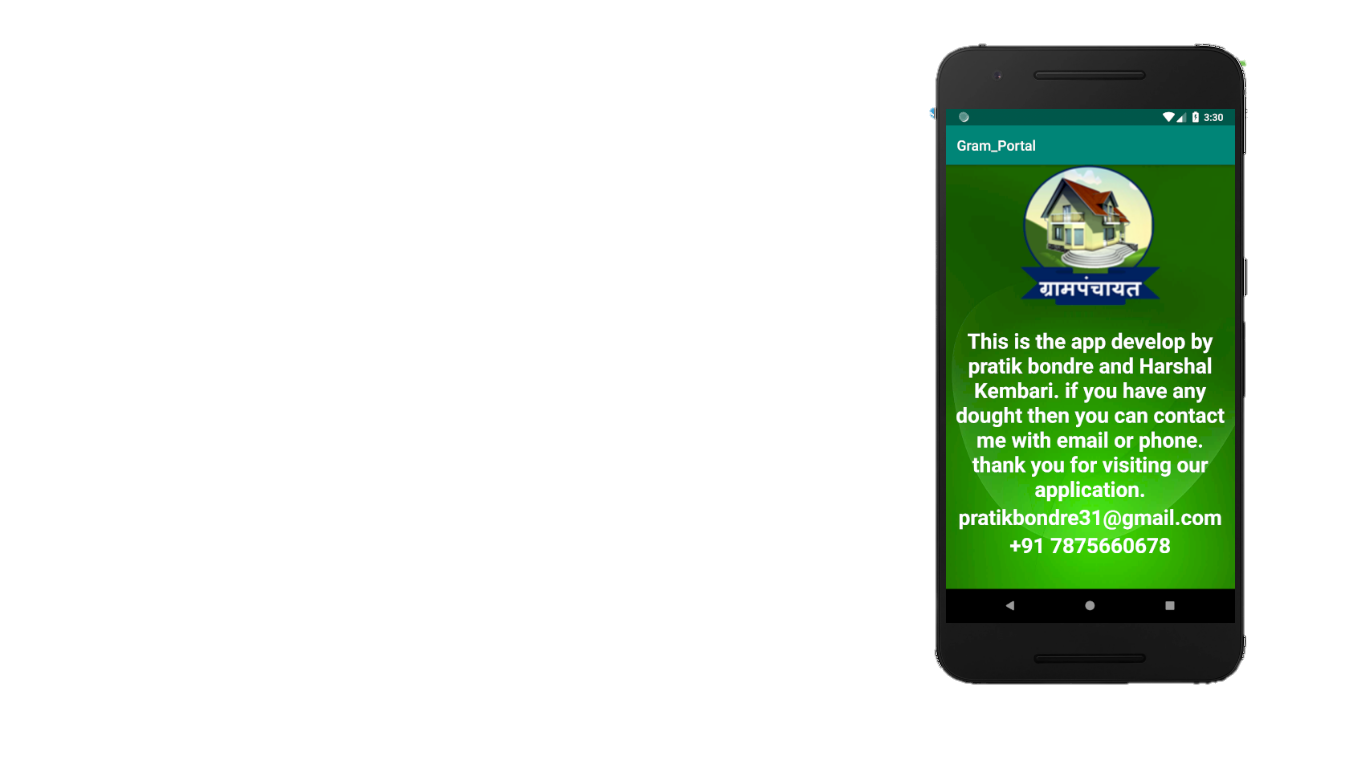 3:30
Gram_Portal
ग्रामपंचायत
This is the app develop by
pratik bondre and Harshal
Kembari. if you have any
dought then you can contact
me with email or phone.
thank you for visiting our
application.
pratikbondre31@gmail.com
+91 7875660678